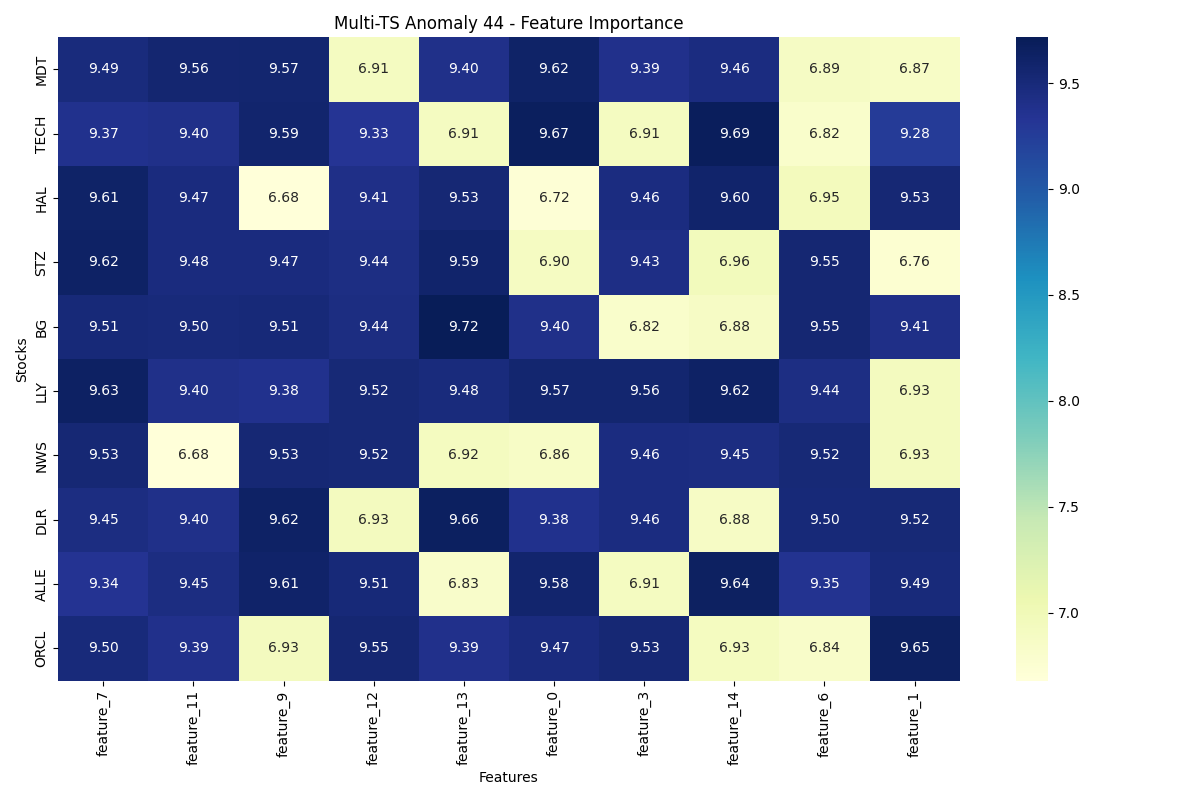 Multi-TS Anomaly 44 - Feature Importance
Stocks
MDT 9.49 9.56 9.57 6.91 9.40 9.62 9.39 9.46 6.89 6.87
TECH 9.37 9.40 9.59 9.33 6.91 9.67 6.91 9.69 6.82 9.28
HAL 9.61 9.47 6.68 9.41 9.53 6.72 9.46 9.60 6.95 9.53
STZ 9.62 9.48 9.47 9.44 9.59 6.90 9.43 6.96 9.55 6.76
BG 9.51 9.50 9.51 9.44 9.72 9.40 6.82 6.88 9.55 9.41
LLY 9.63 9.40 9.38 9.52 9.48 9.57 9.56 9.62 9.44 6.93
NWS 9.53 6.68 9.53 9.52 6.92 6.86 9.46 9.45 9.52 6.93
DLR 9.45 9.40 9.62 6.93 9.66 9.38 9.46 6.88 9.50 9.52
ALLE 9.34 9.45 9.61 9.51 6.83 9.58 6.91 9.64 9.35 9.49
ORCL 9.50 9.39 6.93 9.55 9.39 9.47 9.53 6.93 6.84 9.65
feature_7 feature_11 feature_9 feature_12 feature_13 feature_0 feature_3 feature_14 feature_6 feature_1
Features
9.5
9.0
8.5
8.0
7.5
7.0